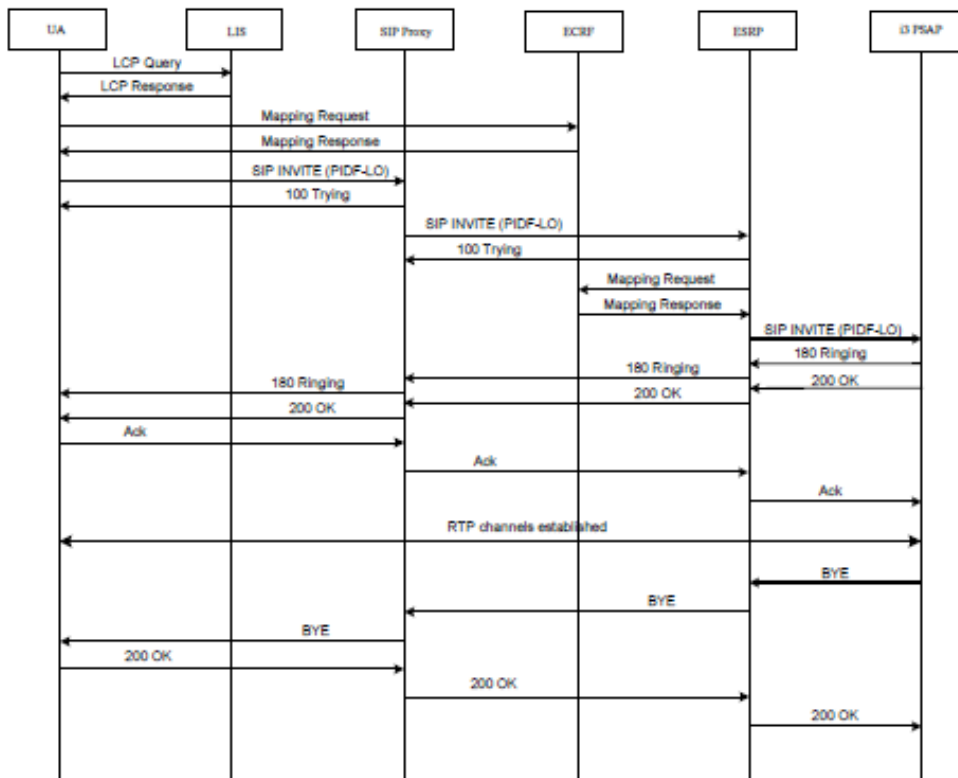 UA
LIS
SIP Proxy
ECRF
ESRP
i3 PSAP
LCP Query
LCP Response
Mapping Request
Mapping Response
SIP INVITE (PIDF-LO)
100 Trying
SIP INVITE (PIDF-LO)
100 Trying
Mapping Request
Mapping Response
SIP INVITE (PIDF-LO)
180 Ringing
180 Ringing
180 Ringing
200 OK
200 OK
200 OK
Ack
Ack
Ack
RTP channels established
BYE
BYE
BYE
200 OK
200 OK
200 OK